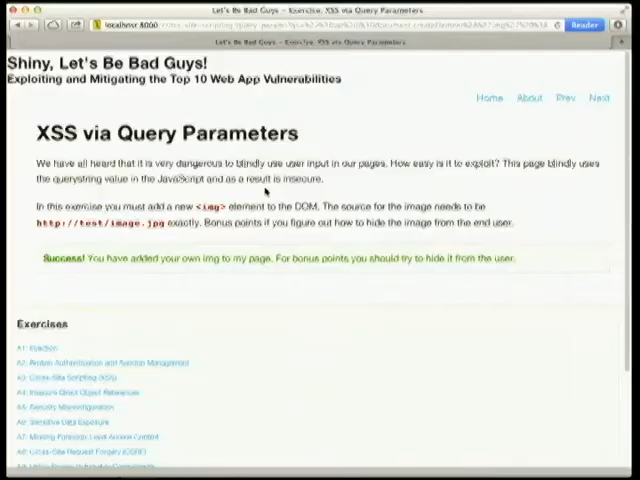 Let's Be Bad Guys – Exercise: XSS via Query Parameters
localhost:8000
Reader
Let's Be Bad Guys – Exercise: XSS via Query Parameters
Shiny, Let's Be Bad Guys!
Exploiting and Mitigating the Top 10 Web App Vulnerabilities
Home About Prev Next
XSS via Query Parameters
We have all heard that it is very dangerous to blindly use user input in our pages. How easy is it to exploit? This page blindly uses
the querystring value in the JavaScript and as a result is insecure.
In this exercise you must add a new <img> element to the DOM. The source for the image needs to be
http://test/image.jpg exactly. Bonus points if you figure out how to hide the image from the end user.
Success! You have added your own img to my page. For bonus points you should try to hide it from the user.
Exercises
A1: Injection
A2: Broken Authentication and Session Management
A3: Cross-Site Scripting (XSS)
A4: Insecure Direct Object References
A5: Security Misconfiguration
A6: Sensitive Data Exposure
A7: Missing Function Level Access Control
A8: Cross-Site Request Forgery (CSRF)